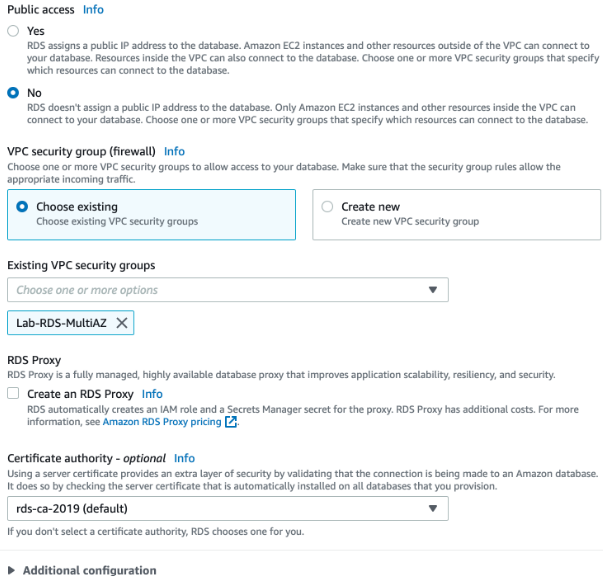 Public access Info
Yes
RDS assigns a public IP address to the database. Amazon EC2 instances and other resources outside of the VPC can connect to
your database. Resources inside the VPC can also connect to the database. Choose one or more VPC security groups that specify
which resources can connect to the database.
No
RDS doesn't assign a public IP address to the database. Only Amazon EC2 instances and other resources inside the VPC can
connect to your database. Choose one or more VPC security groups that specify which resources can connect to the database.
VPC security group (firewall) Info
Choose one or more VPC security groups to allow access to your database. Make sure that the security group rules allow the
appropriate incoming traffic.
Choose existing
Choose existing VPC security groups
Create new
Create new VPC security group
Existing VPC security groups
Choose one or more options
Lab-RDS-MultiAZ
RDS Proxy
RDS Proxy is a fully managed, highly available database proxy that improves application scalability, resiliency, and security.
Create an RDS Proxy Info
RDS automatically creates an IAM role and a Secrets Manager secret for the proxy. RDS Proxy has additional costs. For more
information, see Amazon RDS Proxy pricing.
Certificate authority - optional Info
Using a server certificate provides an extra layer of security by validating that the connection is being made to an Amazon database.
It does so by checking the server certificate that is automatically installed on all databases that you provision.
rds-ca-2019 (default)
If you don't select a certificate authority, RDS chooses one for you.
Additional configuration